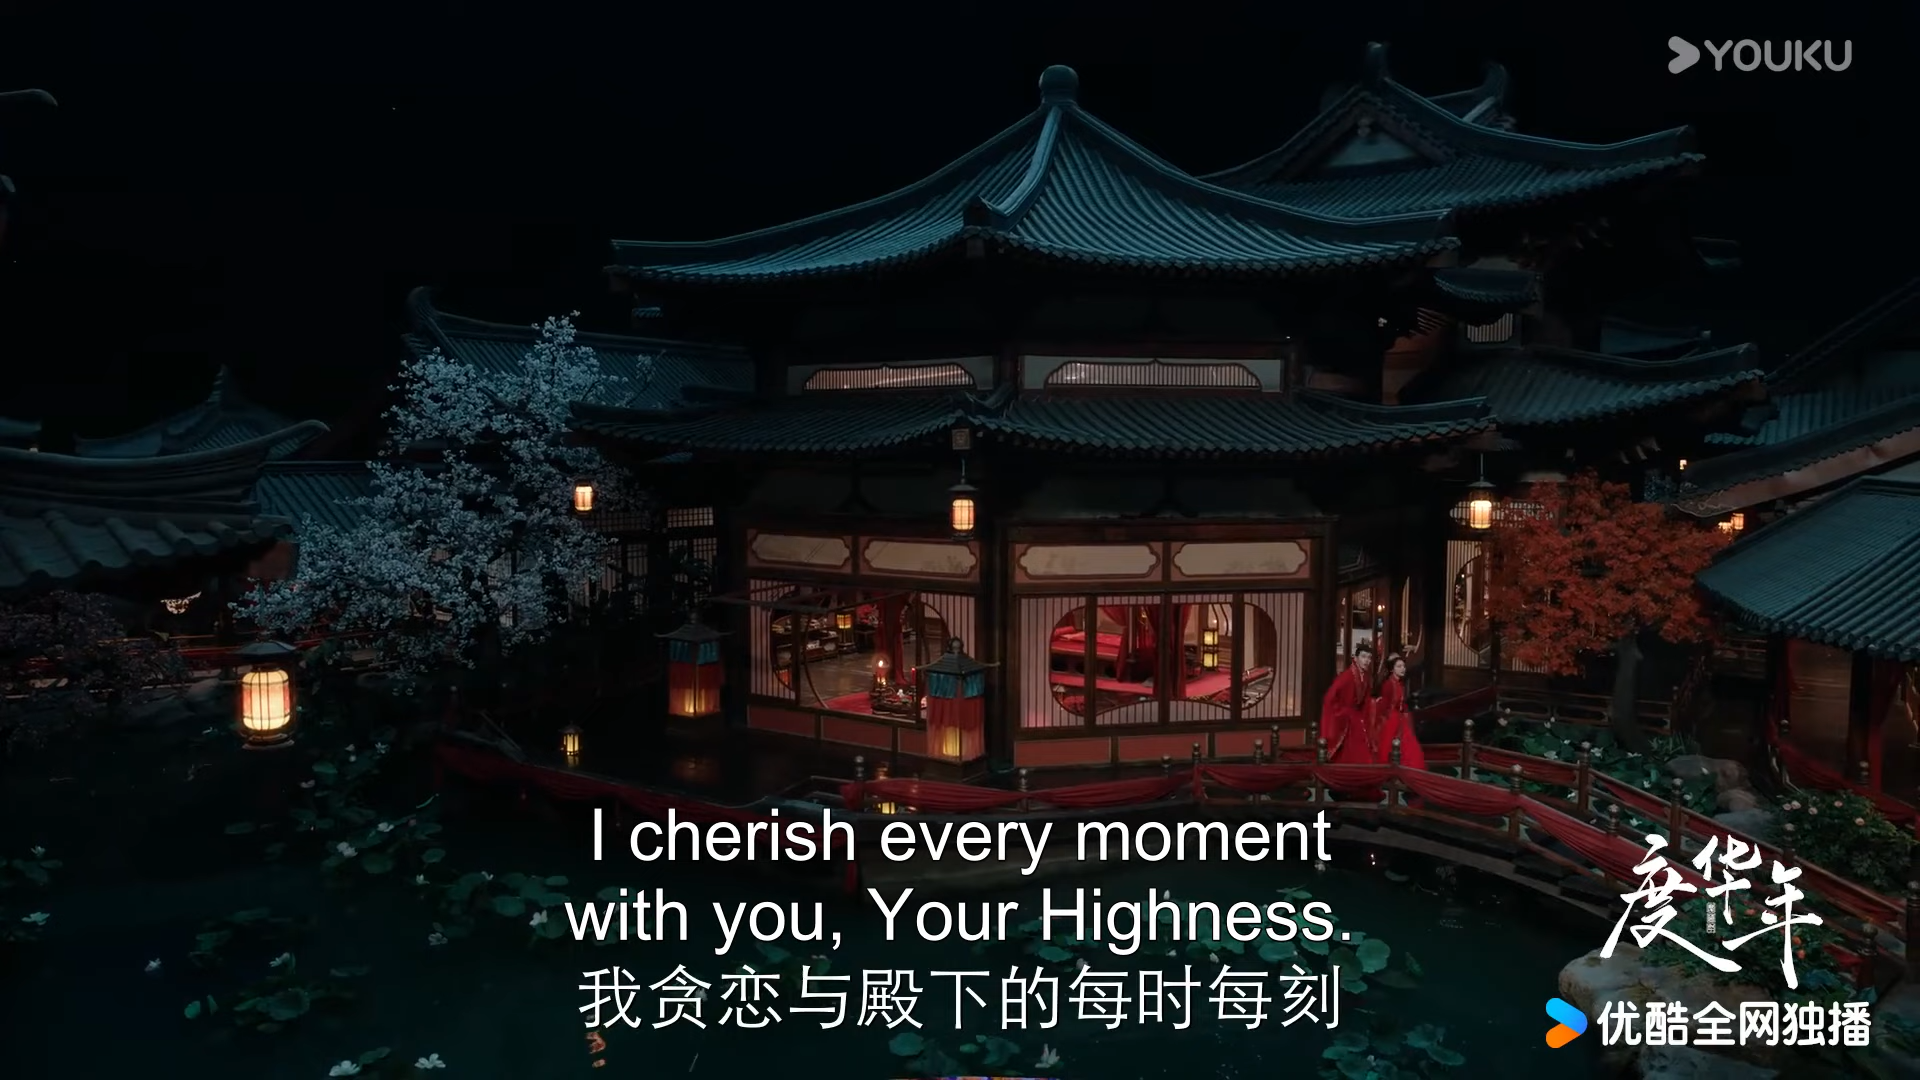 YOUKU
I cherish every moment
with you, Your Highness.
我贪恋与殿下的每时每刻
度华年
优酷全网独播